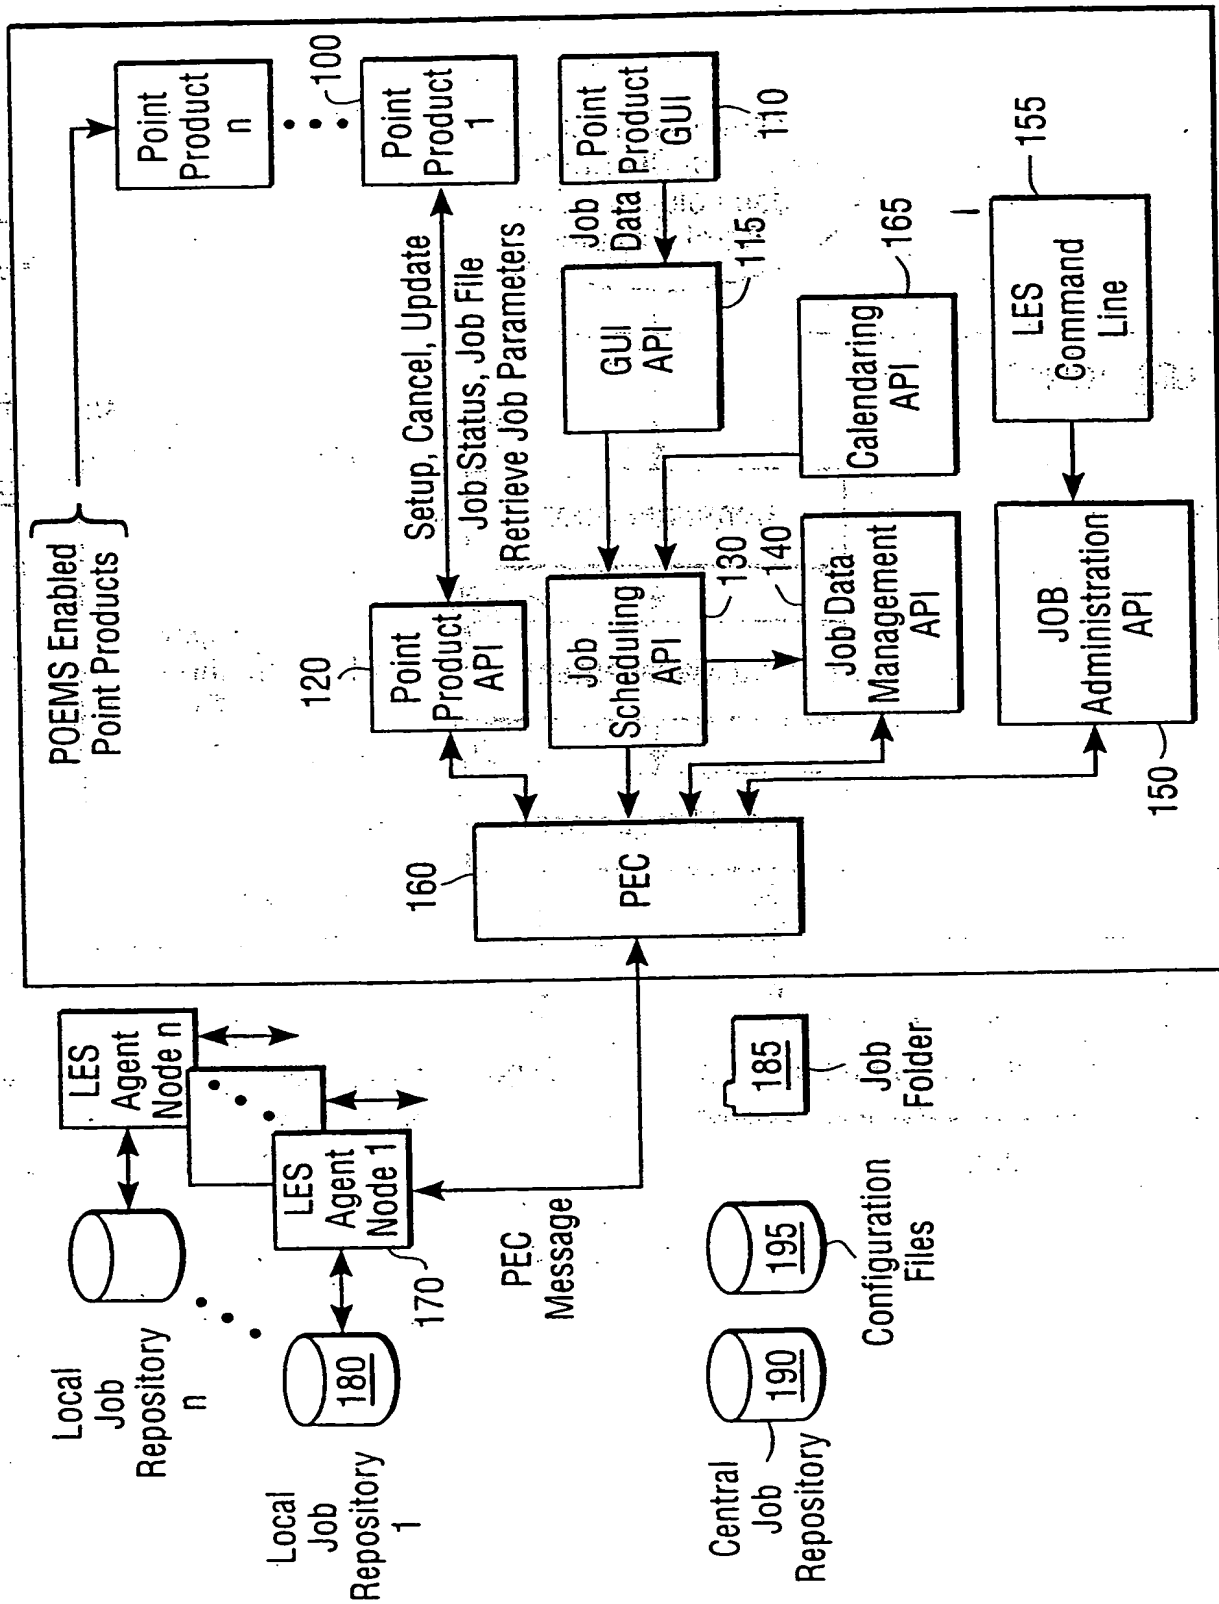 POEMS Enabled
Point Products
Point
Product
n
100
Point
Product
1
120
Point
Product
API
Setup, Cancel, Update
Job Status, Job File
Retrieve Job Parameters
Point
Product
GUI
110
Job
Data
GUI
API
115
Job
Scheduling
API
130
Calendaring
API
165
140
Job Data
Management
API
LES
Command
Line
155
JOB
Administration
API
150
160
PEC
LES
Agent
Node n
LES
Agent
Node 1
170
PEC
Message
Local
Job
Repository
n
180
Local
Job
Repository
1
185
Job
Folder
195
Configuration
Files
190
Central
Job
Repository